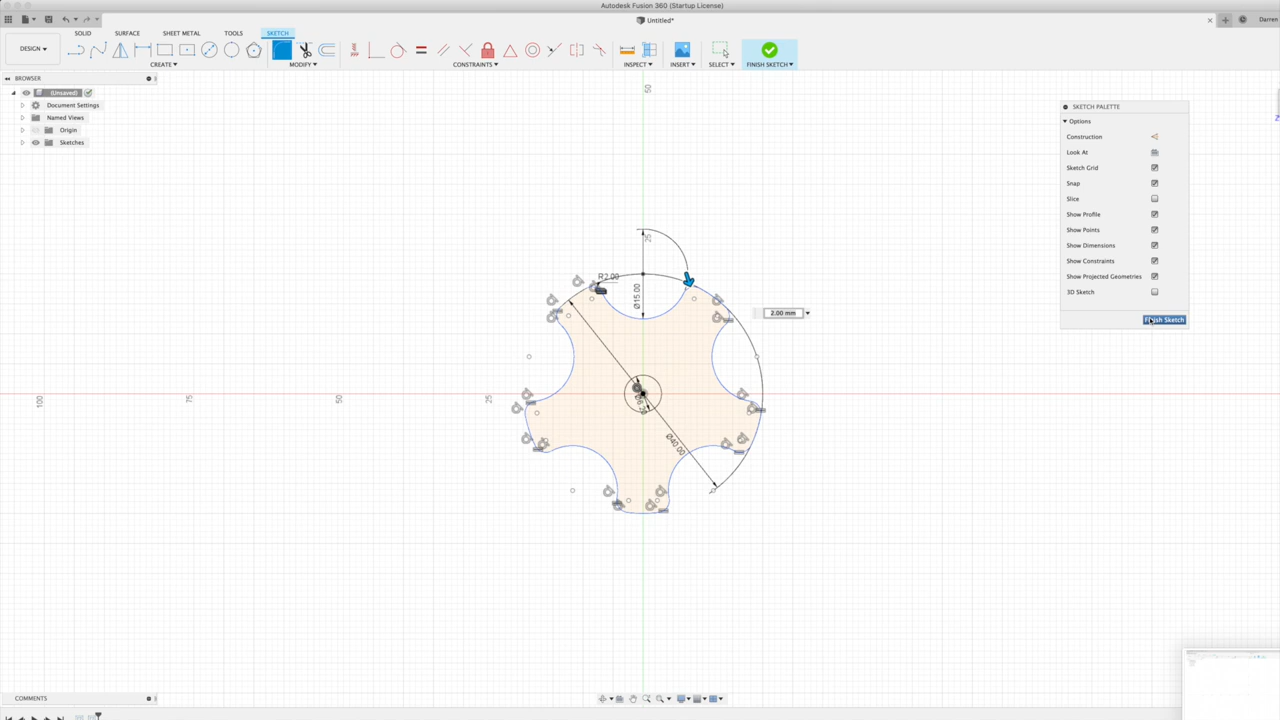 Autodesk Fusion 360 (Startup License)
Untitled*
Darren
DESIGN
SOLID SURFACE SHEET METAL TOOLS SKETCH
CREATE MODIFY CONSTRAINTS INSPECT INSERT SELECT FINISH SKETCH
BROWSER
(Unsaved)
Document Settings
Named Views
Origin
Sketches
50
25
100 75 50 25
R2.00
Ø15.00
Ø40.00
2.00 mm
SKETCH PALETTE
Options
Construction
Look At
Sketch Grid
Snap
Slice
Show Profile
Show Points
Show Dimensions
Show Constraints
Show Projected Geometries
3D Sketch
Finish Sketch
Z
COMMENTS